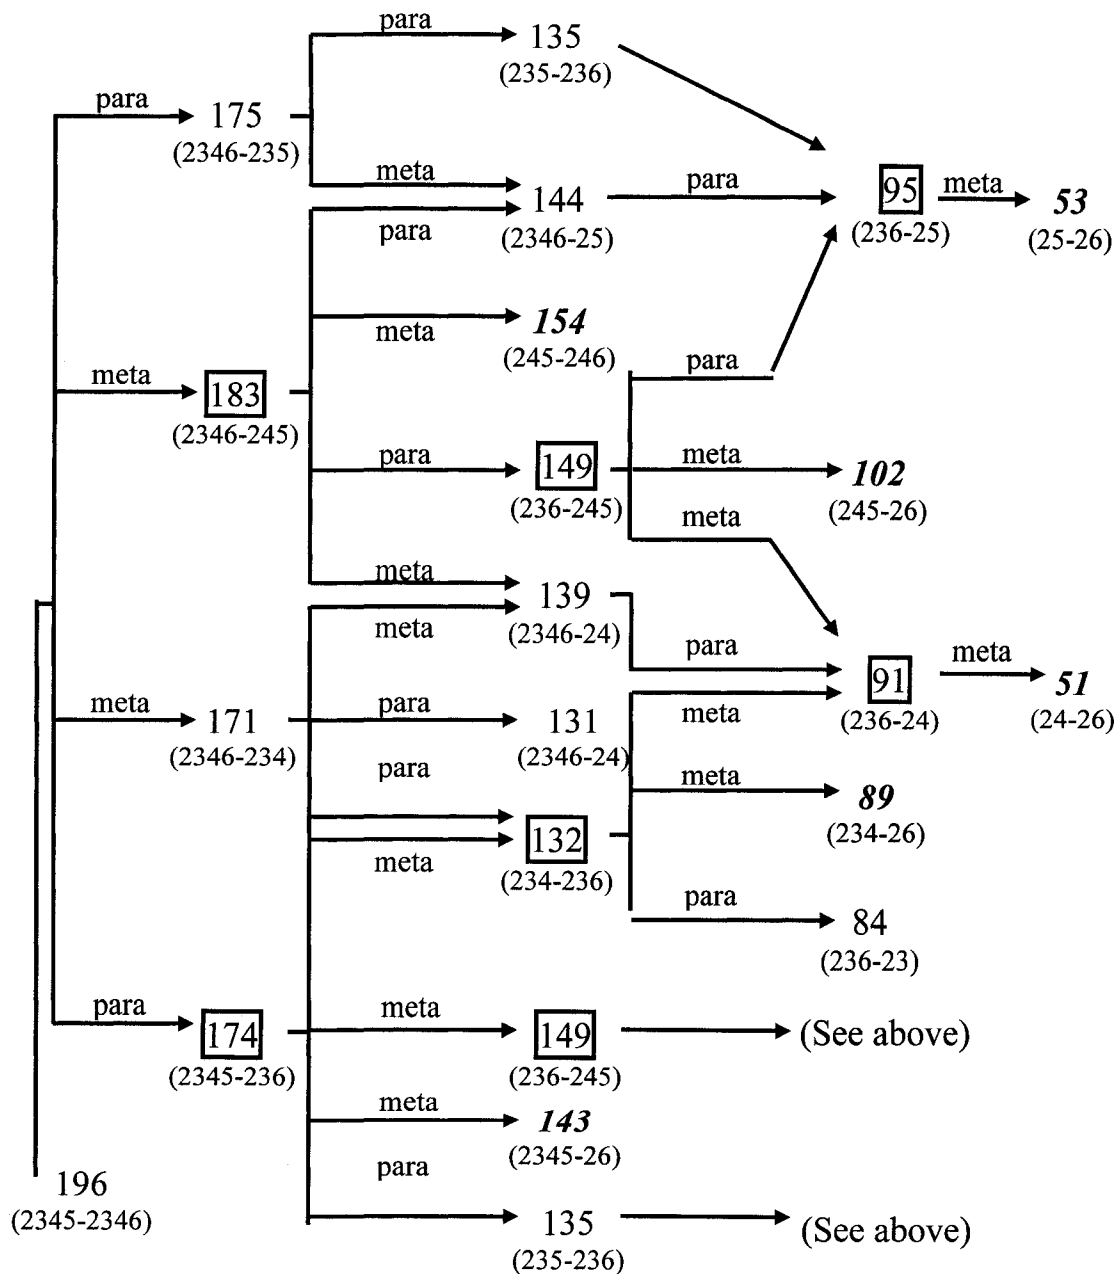 para 135
(235-236)
para 175
(2346-235)
meta 144
(2346-25)
para 95
(236-25)
meta 53
(25-26)
para
154
meta
(245-246)
meta 183
(2346-245)
para
para 149
(236-245)
meta 102
(245-26)
meta
meta 139
(2346-24)
meta
para 91
(236-24)
meta 51
(24-26)
meta 171
(2346-234)
para 131
(2346-24)
meta
para
meta 89
(234-26)
132
meta
(234-236)
para 84
(236-23)
para 174
(2345-236)
meta 149
(236-245)
(See above)
meta 143
(2345-26)
para
196
(2345-2346)
135
(235-236)
(See above)